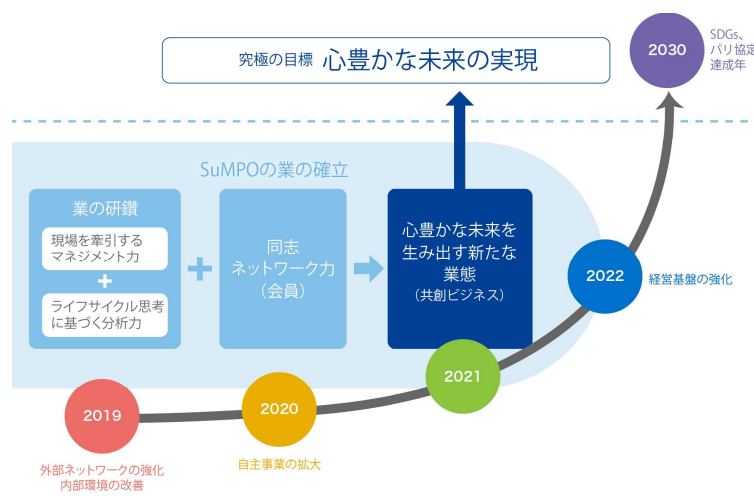 究極の目標 心豊かな未来の実現
2030
SDGs、
パリ協定
達成年
SuMPOの業の確立
業の研鑽
現場を牽引する
マネジメント力
+
ライフサイクル思考
に基づく分析力
+
同志
ネットワーク力
(会員)
心豊かな未来を
生み出す新たな
業態
(共創ビジネス)
2022
経営基盤の強化
2021
2020
自主事業の拡大
2019
外部ネットワークの強化
内部環境の改善